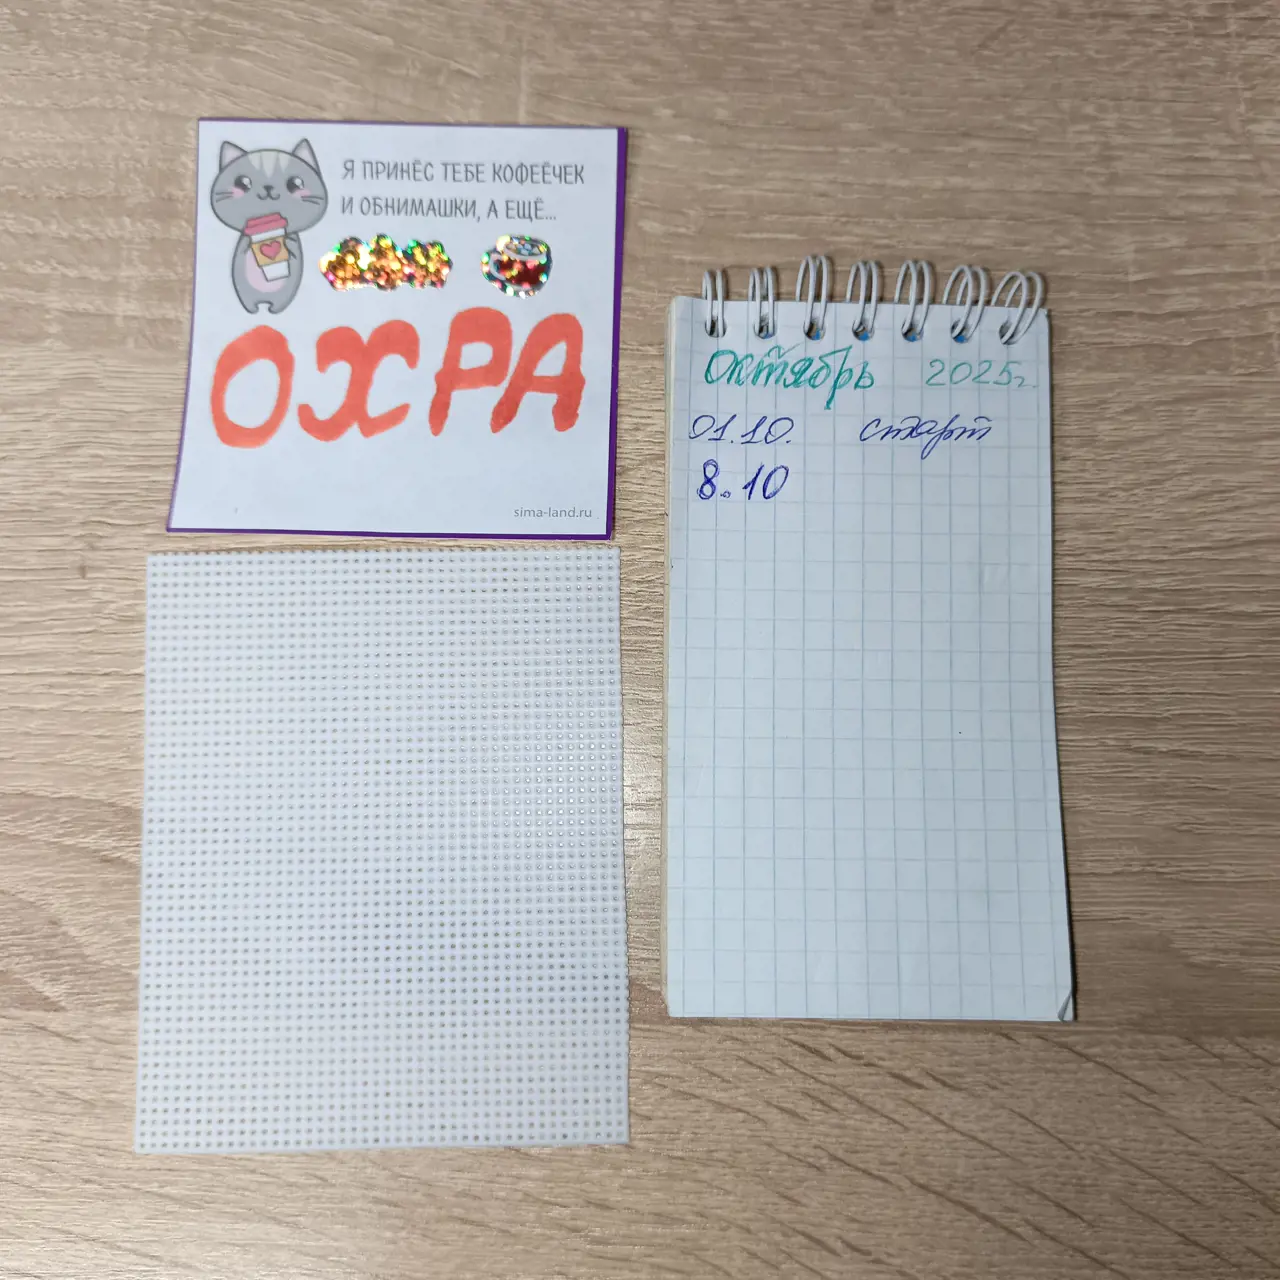 Я ПРИНЁС ТЕБЕ КОФЕЁЧЕК
И ОБНИМАШКИ, А ЕЩЁ...
ОХРА
sima-land.ru
Октябрь 2025г.
01.10. старт
8.10